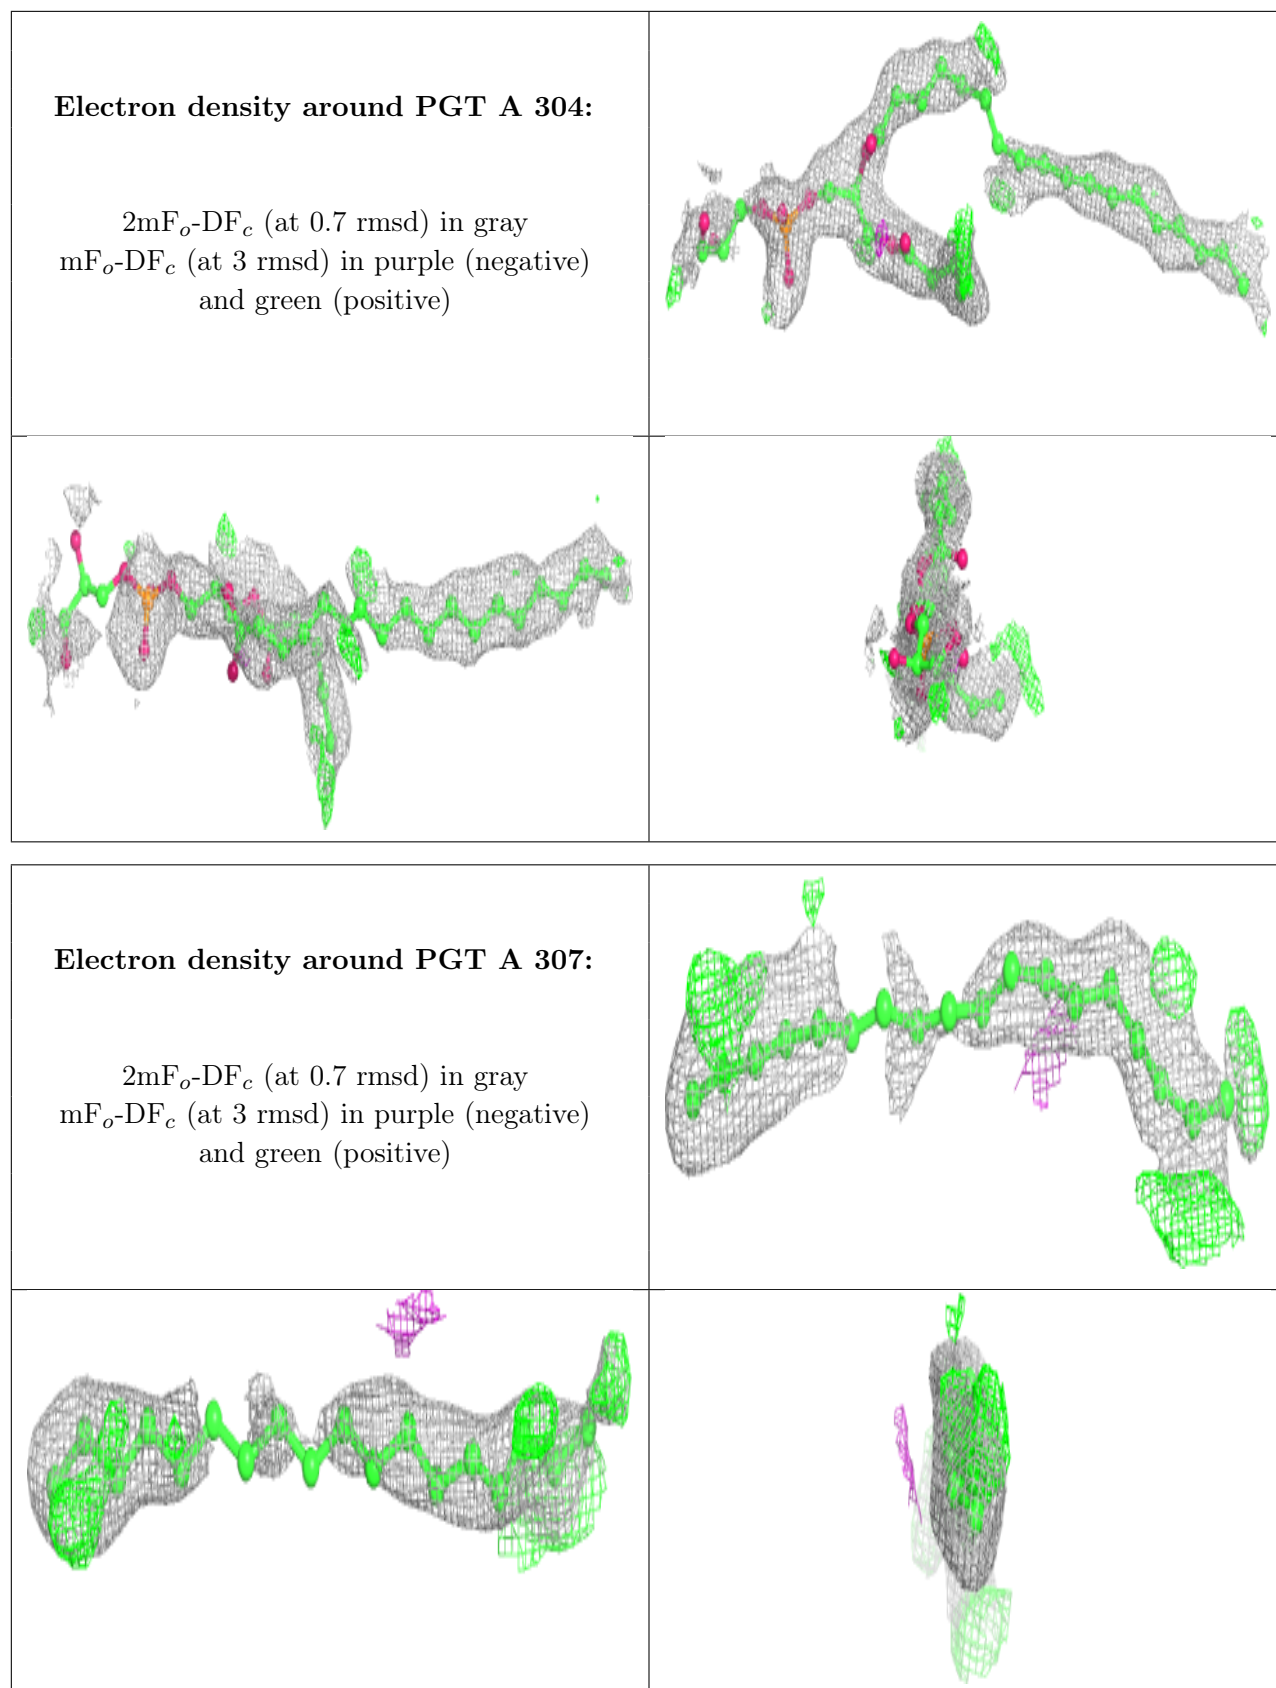 Electron density around PGT A 304:
2mFₒ-DF𝒸 (at 0.7 rmsd) in gray
mFₒ-DF𝒸 (at 3 rmsd) in purple (negative)
and green (positive)
Electron density around PGT A 307:
2mFₒ-DF𝒸 (at 0.7 rmsd) in gray
mFₒ-DF𝒸 (at 3 rmsd) in purple (negative)
and green (positive)